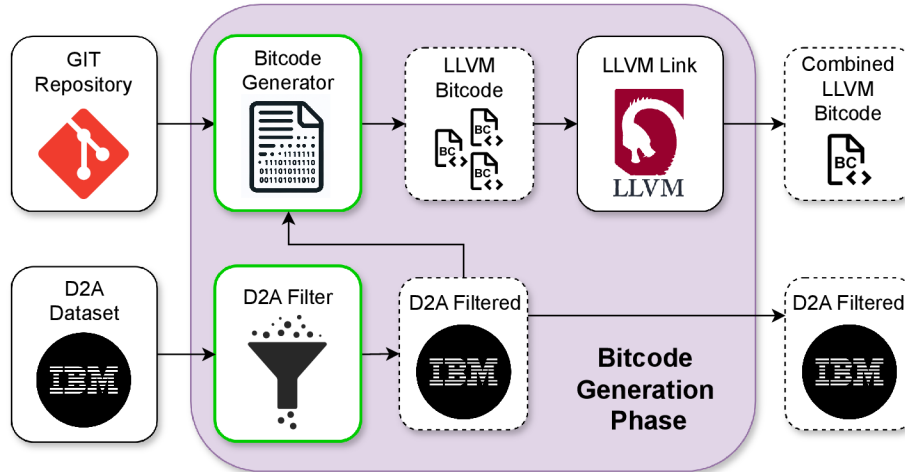 GIT
Repository
Bitcode
Generator
1111111
11101101110
001101011010
LLVM
Bitcode
BC
BC
BC
LLVM Link
LLVM
Combined
LLVM
Bitcode
BC
D2A
Dataset
IBM
D2A Filter
D2A Filtered
IBM
Bitcode
Generation
Phase
D2A Filtered
IBM